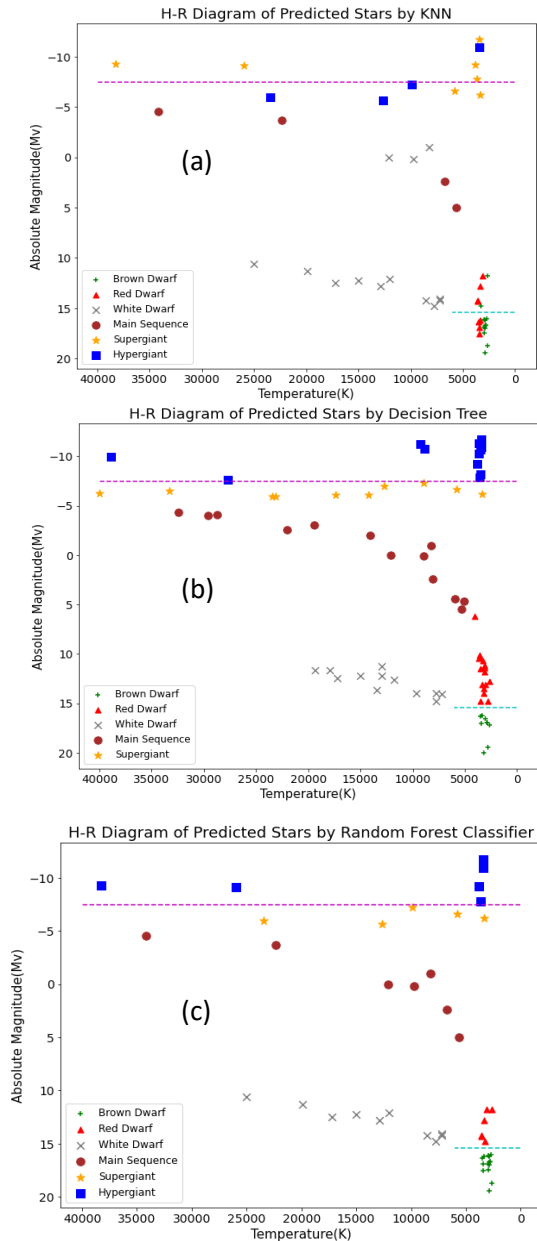 H-R Diagram of Predicted Stars by KNN
−10
−5
0
5
10
15
20
Absolute Magnitude(Mv)
(a)
Brown Dwarf
Red Dwarf
White Dwarf
Main Sequence
Supergiant
Hypergiant
40000 35000 30000 25000 20000 15000 10000 5000 0
Temperature(K)
H-R Diagram of Predicted Stars by Decision Tree
−10
−5
0
5
10
15
20
Absolute Magnitude(Mv)
(b)
Brown Dwarf
Red Dwarf
White Dwarf
Main Sequence
Supergiant
40000 35000 30000 25000 20000 15000 10000 5000 0
Temperature(K)
H-R Diagram of Predicted Stars by Random Forest Classifier
−10
−5
0
5
10
15
20
Absolute Magnitude(Mv)
(c)
Brown Dwarf
Red Dwarf
White Dwarf
Main Sequence
Supergiant
Hypergiant
40000 35000 30000 25000 20000 15000 10000 5000 0
Temperature(K)